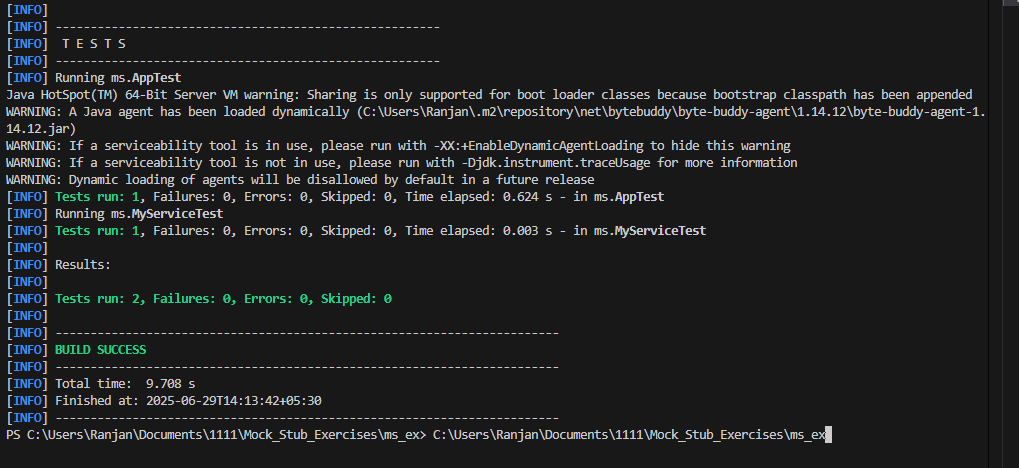 [INFO]
[INFO] -------------------------------------------------------
[INFO]  T E S T S
[INFO] -------------------------------------------------------
[INFO] Running ms.AppTest
Java HotSpot(TM) 64-Bit Server VM warning: Sharing is only supported for boot loader classes because bootstrap classpath has been appended
WARNING: A Java agent has been loaded dynamically (C:\Users\Ranjan\.m2\repository\net\bytebuddy\byte-buddy-agent\1.14.12\byte-buddy-agent-1.
14.12.jar)
WARNING: If a serviceability tool is in use, please run with -XX:+EnableDynamicAgentLoading to hide this warning
WARNING: If a serviceability tool is not in use, please run with -Djdk.instrument.traceUsage for more information
WARNING: Dynamic loading of agents will be disallowed by default in a future release
[INFO] Tests run: 1, Failures: 0, Errors: 0, Skipped: 0, Time elapsed: 0.624 s - in ms.AppTest
[INFO] Running ms.MyServiceTest
[INFO] Tests run: 1, Failures: 0, Errors: 0, Skipped: 0, Time elapsed: 0.003 s - in ms.MyServiceTest
[INFO]
[INFO] Results:
[INFO]
[INFO] Tests run: 2, Failures: 0, Errors: 0, Skipped: 0
[INFO]
[INFO] ------------------------------------------------------------------------
[INFO] BUILD SUCCESS
[INFO] ------------------------------------------------------------------------
[INFO] Total time:  9.708 s
[INFO] Finished at: 2025-06-29T14:13:42+05:30
[INFO] ------------------------------------------------------------------------
PS C:\Users\Ranjan\Documents\1111\Mock_Stub_Exercises\ms_ex> C:\Users\Ranjan\Documents\1111\Mock_Stub_Exercises\ms_ex